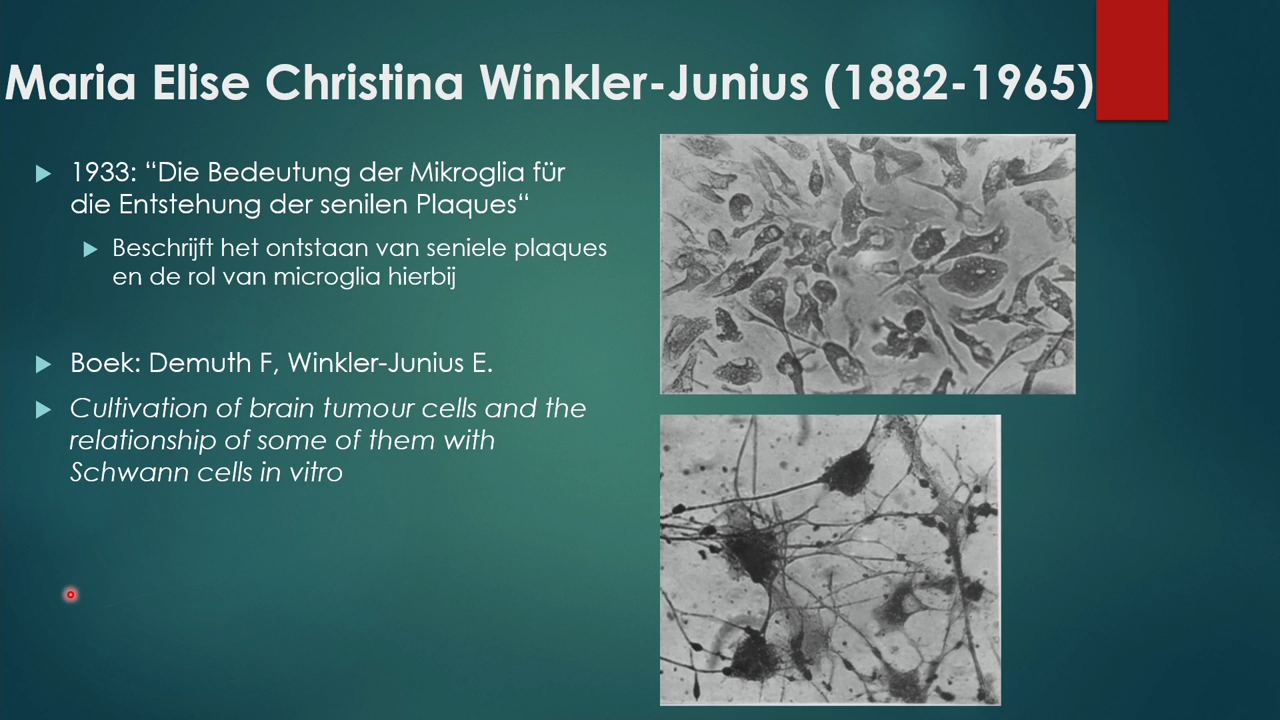 Maria Elise Christina Winkler-Junius (1882-1965)
1933: “Die Bedeutung der Mikroglia für
die Entstehung der senilen Plaques“
Beschrijft het ontstaan van seniele plaques
en de rol van microglia hierbij
Boek: Demuth F, Winkler-Junius E.
Cultivation of brain tumour cells and the
relationship of some of them with
Schwann cells in vitro